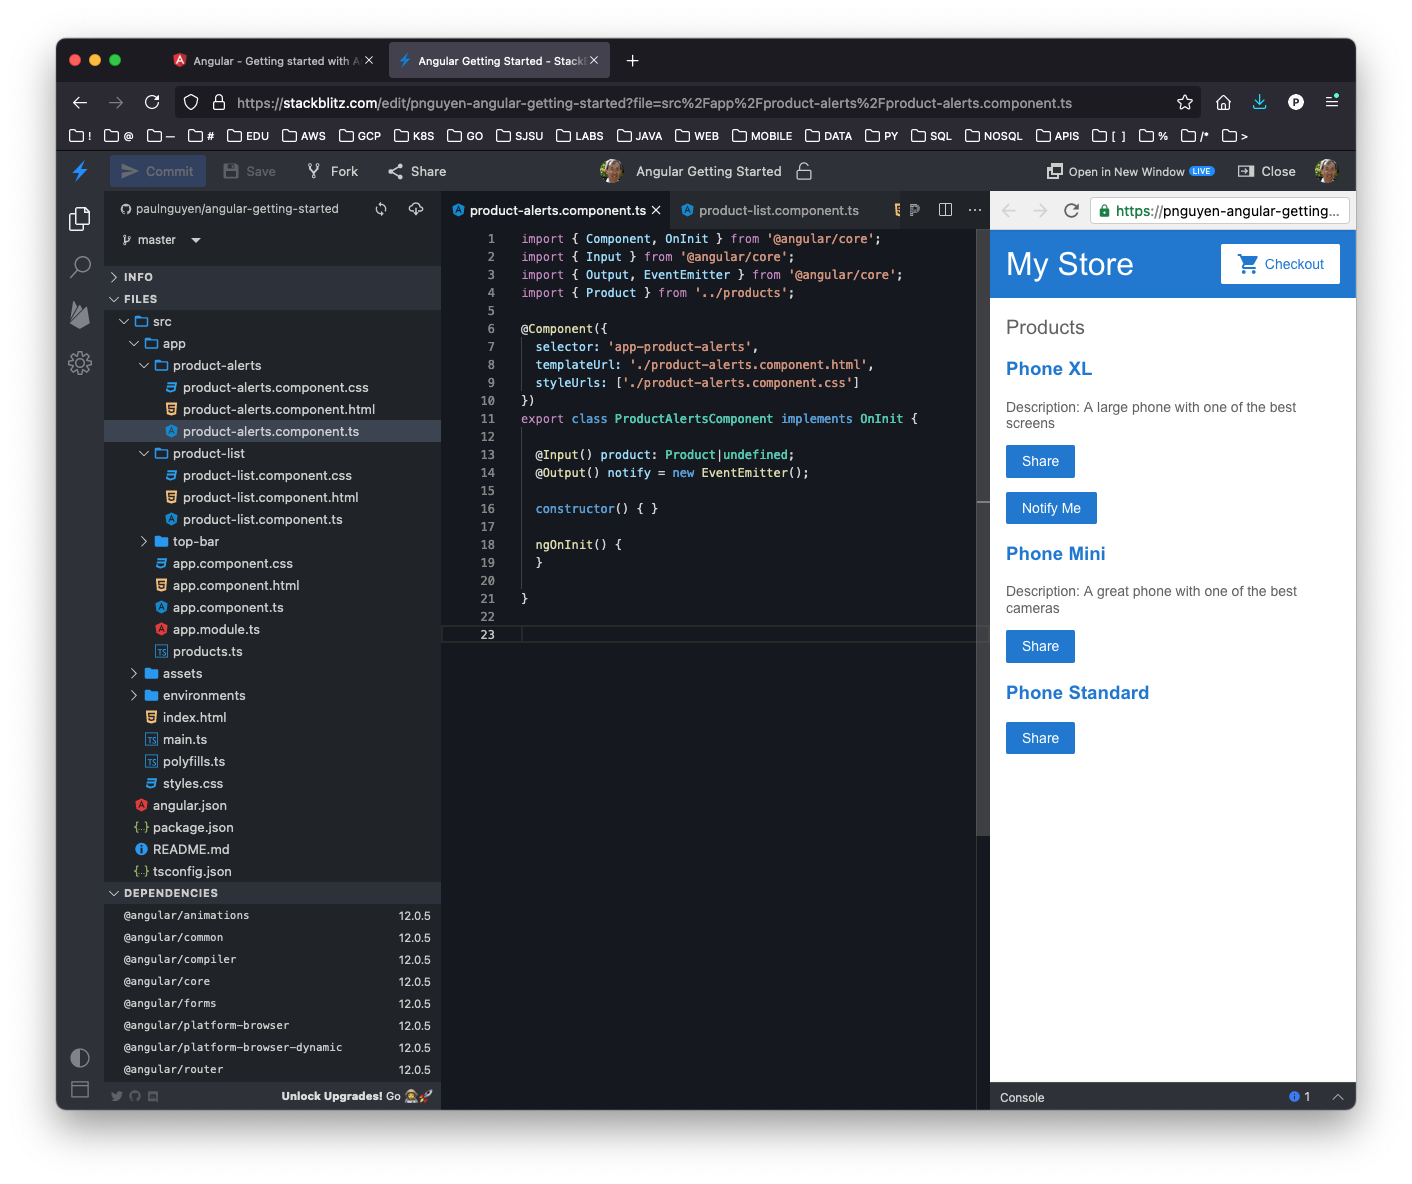 Angular - Getting started with A
Angular Getting Started - StackB
https://stackblitz.com/edit/pnguyen-angular-getting-started?file=src%2Fapp%2Fproduct-alerts%2Fproduct-alerts.component.ts
P
! @ — # EDU AWS GCP K8S GO SJSU LABS JAVA WEB MOBILE DATA PY SQL NOSQL APIS [ ] % /* >
Commit Save Fork Share Angular Getting Started Open in New Window LIVE Close
paulnguyen/angular-getting-started
master
INFO
FILES
src
app
product-alerts
product-alerts.component.css
product-alerts.component.html
product-alerts.component.ts
product-list
product-list.component.css
product-list.component.html
product-list.component.ts
top-bar
app.component.css
app.component.html
app.component.ts
app.module.ts
TS products.ts
assets
environments
index.html
TS main.ts
TS polyfills.ts
styles.css
angular.json
{..} package.json
README.md
{..} tsconfig.json
DEPENDENCIES
@angular/animations 12.0.5
@angular/common 12.0.5
@angular/compiler 12.0.5
@angular/core 12.0.5
@angular/forms 12.0.5
@angular/platform-browser 12.0.5
@angular/platform-browser-dynamic 12.0.5
@angular/router 12.0.5
Unlock Upgrades! Go
product-alerts.component.ts product-list.component.ts
1 import { Component, OnInit } from '@angular/core';
2 import { Input } from '@angular/core';
3 import { Output, EventEmitter } from '@angular/core';
4 import { Product } from '../products';
5
6 @Component({
7 selector: 'app-product-alerts',
8 templateUrl: './product-alerts.component.html',
9 styleUrls: ['./product-alerts.component.css']
10 })
11 export class ProductAlertsComponent implements OnInit {
12
13 @Input() product: Product|undefined;
14 @Output() notify = new EventEmitter();
15
16 constructor() { }
17
18 ngOnInit() {
19 }
20
21 }
22
23
https://pnguyen-angular-getting...
My Store
Checkout
Products
Phone XL
Description: A large phone with one of the best
screens
Share
Notify Me
Phone Mini
Description: A great phone with one of the best
cameras
Share
Phone Standard
Share
Console 1